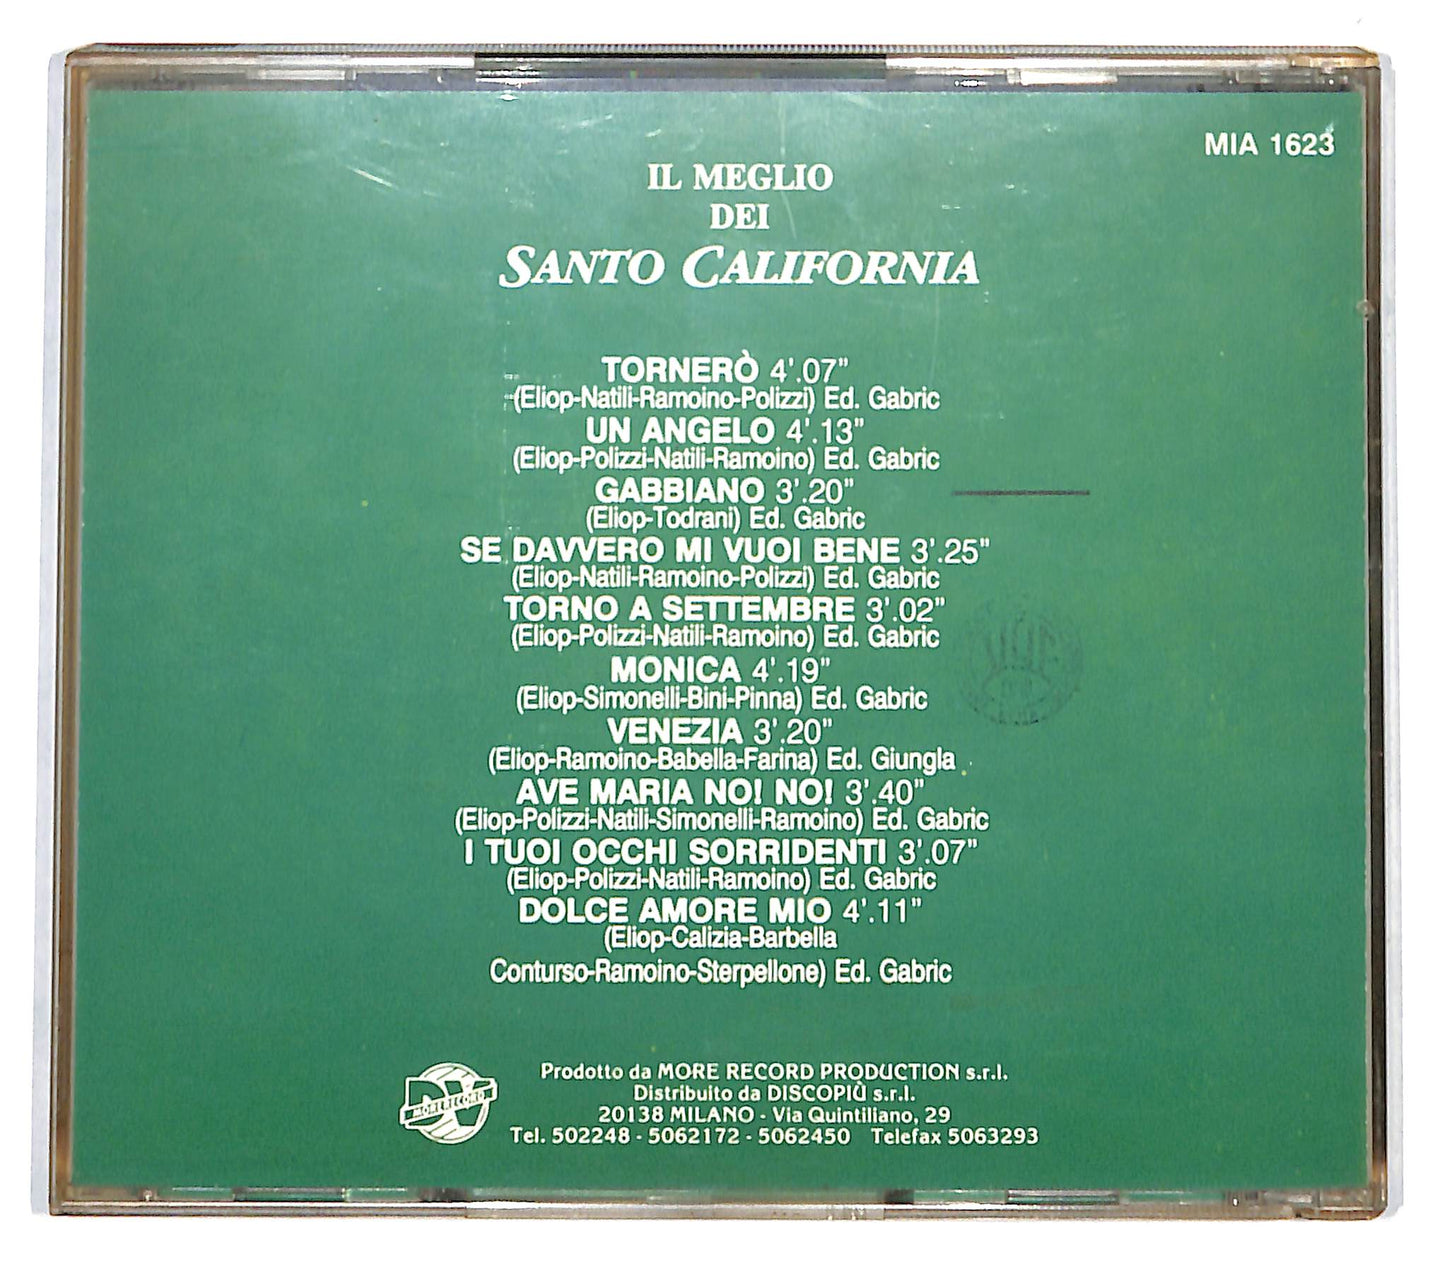 MIA 1623
IL MEGLIO
DEI
SANTO CALIFORNIA
TORNERÒ 4'.07"
(Eliop-Natili-Ramoino-Polizzi) Ed. Gabric
UN ANGELO 4'.13"
(Eliop-Polizzi-Natili-Ramoino) Ed. Gabric
GABBIANO 3'.20"
(Eliop-Todrani) Ed. Gabric
SE DAVVERO MI VUOI BENE 3'.25"
(Eliop-Natili-Ramoino-Polizzi) Ed. Gabric
TORNO A SETTEMBRE 3'.02"
(Eliop-Polizzi-Natili-Ramoino) Ed. Gabric
MONICA 4'.19"
(Eliop-Simonelli-Bini-Pinna) Ed. Gabric
VENEZIA 3'.20"
(Eliop-Ramoino-Babella-Farina) Ed. Giungla
AVE MARIA NO! NO! 3'.40"
(Eliop-Polizzi-Natili-Simonelli-Ramoino) Ed. Gabric
I TUOI OCCHI SORRIDENTI 3'.07"
(Eliop-Polizzi-Natili-Ramoino) Ed. Gabric
DOLCE AMORE MIO 4'.11"
(Eliop-Calizia-Barbella
Conturso-Ramoino-Sterpellone) Ed. Gabric
DV
MORE RECORD
Prodotto da MORE RECORD PRODUCTION s.r.l.
Distribuito da DISCOPIÙ s.r.l.
20138 MILANO - Via Quintiliano, 29
Tel. 502248 - 5062172 - 5062450 Telefax 5063293